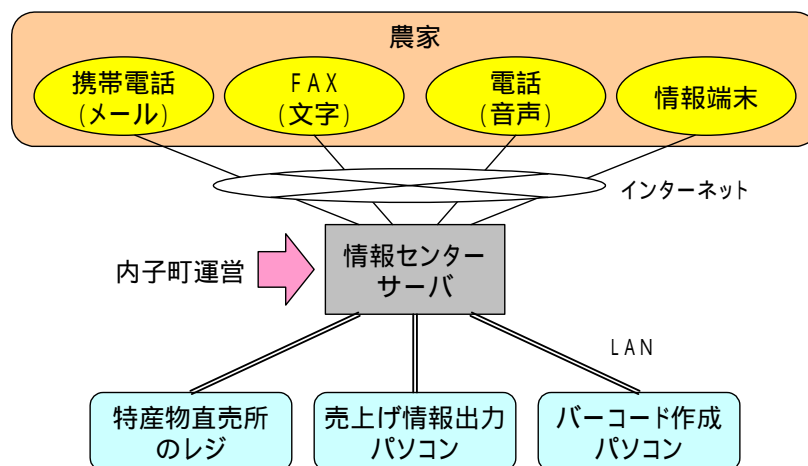 農家
携帯電話
(メール)
FAX
(文字)
電話
(音声)
情報端末
インターネット
情報センター
サーバ
内子町運営
LAN
特産物直売所
のレジ
売上げ情報出力
パソコン
バーコード作成
パソコン